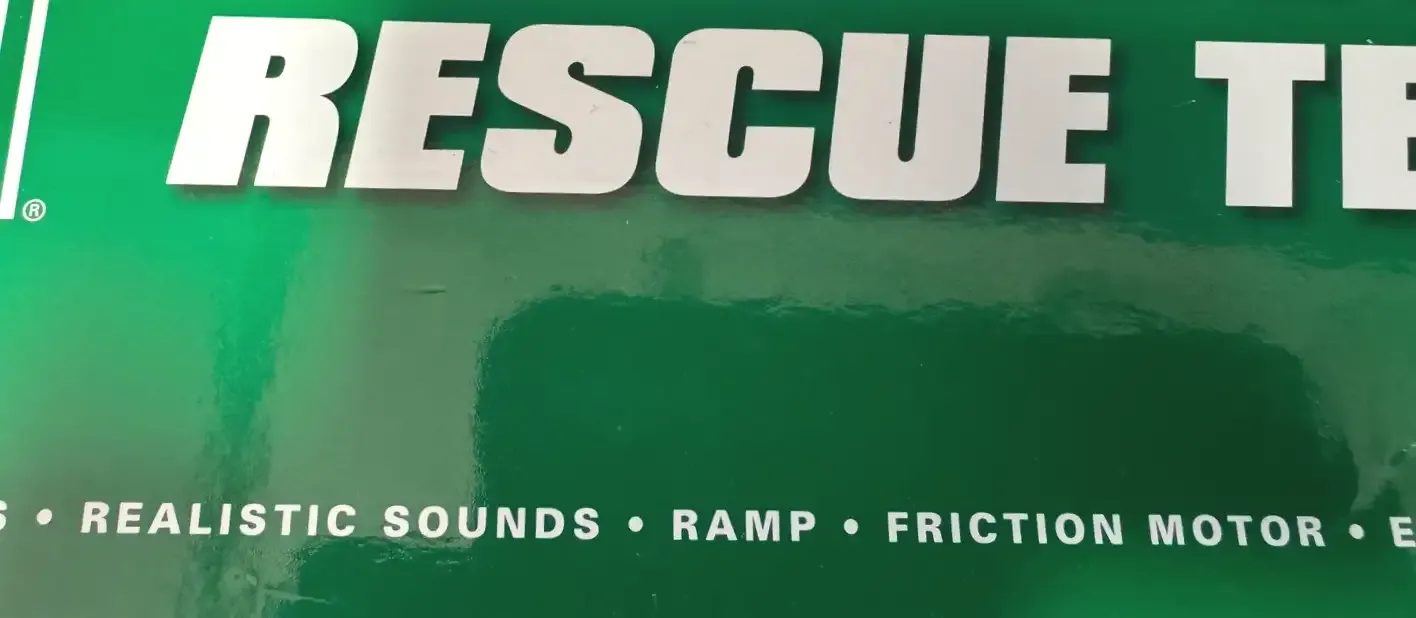 RESCUE TE
®
S • REALISTIC SOUNDS • RAMP • FRICTION MOTOR • E